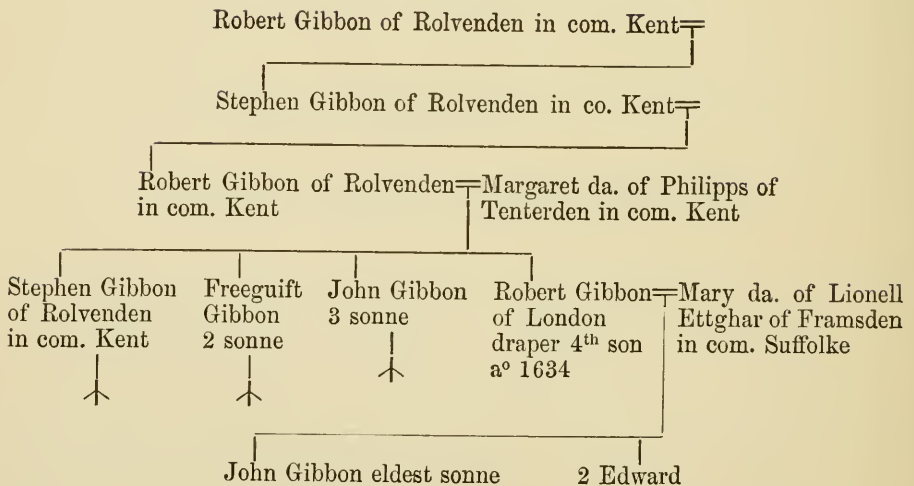 Robert Gibbon of Rolvenden in com. Kent
Stephen Gibbon of Rolvenden in co. Kent
Robert Gibbon of Rolvenden
in com. Kent
Margaret da. of Philipps of
Tenterden in com. Kent
Stephen Gibbon
of Rolvenden
in com. Kent
Freeguift
Gibbon
2 sonne
John Gibbon
3 sonne
Robert Gibbon
of London
draper 4th son
aº 1634
Mary da. of Lionell
Ettghar of Framsden
in com. Suffolke
John Gibbon eldest sonne
2 Edward